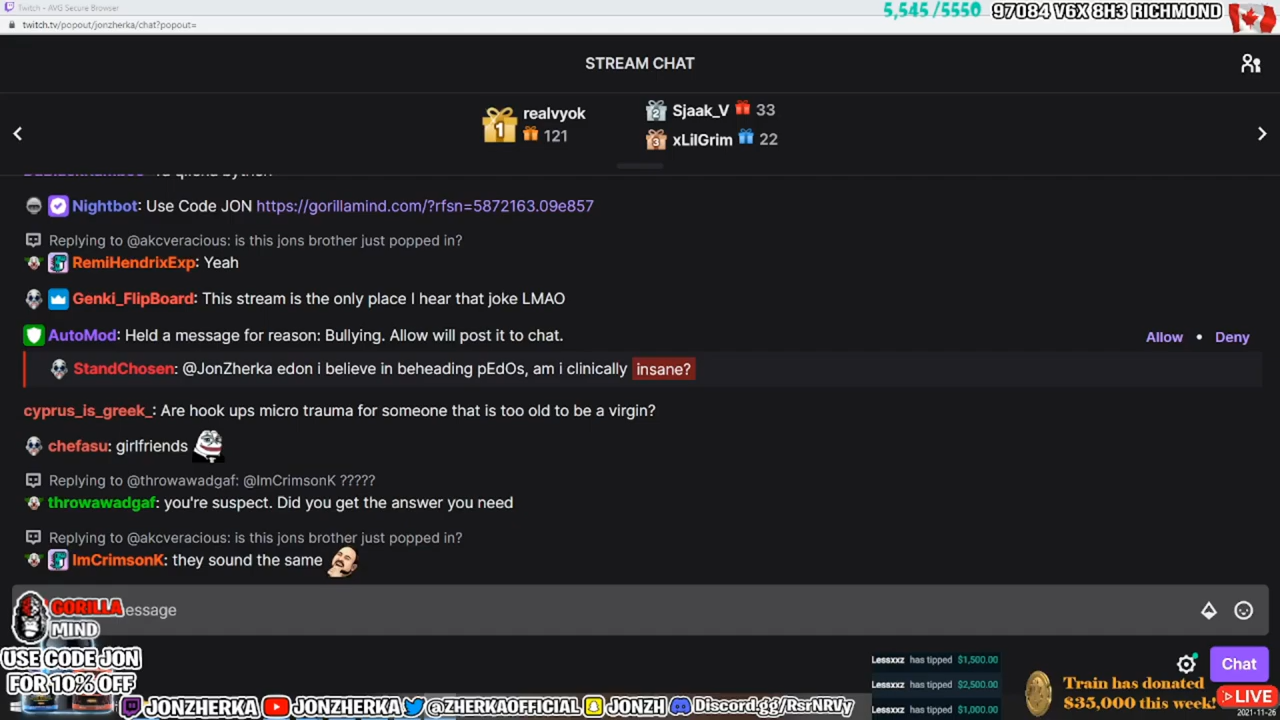 Twitch - AVG Secure Browser
twitch.tv/popout/jonzherka/chat?popout=
5,545 /5550
97084 V6X 8H3 RICHMOND
STREAM CHAT
1 realvyok
121
2 Sjaak_V 33
3 xLilGrim 22
Nightbot: Use Code JON https://gorillamind.com/?rfsn=5872163.09e857
Replying to @akcveracious: is this jons brother just popped in?
RemiHendrixExp: Yeah
Genki_FlipBoard: This stream is the only place I hear that joke LMAO
AutoMod: Held a message for reason: Bullying. Allow will post it to chat.
Allow • Deny
StandChosen: @JonZherka edon i believe in beheading pEdOs, am i clinically insane?
cyprus_is_greek_: Are hook ups micro trauma for someone that is too old to be a virgin?
chefasu: girlfriends
Replying to @throwawadgaf: @ImCrimsonK ?????
throwawadgaf: you're suspect. Did you get the answer you need
Replying to @akcveracious: is this jons brother just popped in?
ImCrimsonK: they sound the same
essage
GORILLA
MIND
USE CODE JON
FOR 10% OFF
Lessxxz has tipped $1,500.00
Lessxxz has tipped $2,500.00
Lessxxz has tipped $1,000.00
Chat
Train has donated
$35,000 this week!
LIVE
2021-11-26
JONZHERKA
JONZHERKA
@ZHERKAOFFICIAL
JONZH
Discord.gg/RsrNRVy